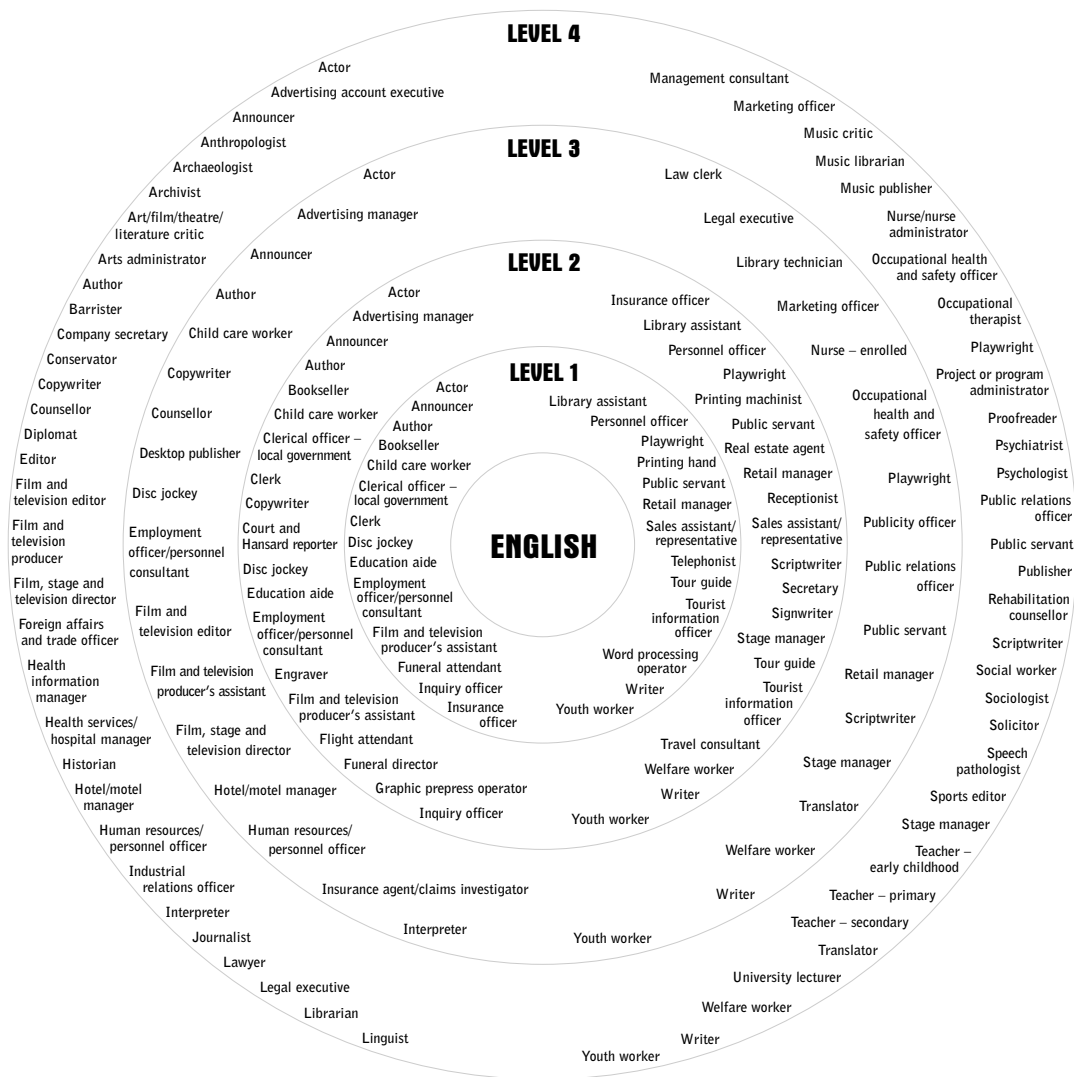 LEVEL 4
Actor
Advertising account executive
Announcer
Anthropologist
Archaeologist
Archivist
Art/film/theatre/
literature critic
Arts administrator
Author
Barrister
Company secretary
Conservator
Copywriter
Counsellor
Diplomat
Editor
Film and
television editor
Film and
television
producer
Film, stage and
television director
Foreign affairs
and trade officer
Health
information
manager
Health services/
hospital manager
Historian
Hotel/motel
manager
Human resources/
personnel officer
Industrial
relations officer
Interpreter
Journalist
Lawyer
Legal executive
Librarian
Linguist
Management consultant
Marketing officer
Music critic
Music librarian
Music publisher
Nurse/nurse
administrator
Occupational health
and safety officer
Occupational
therapist
Playwright
Project or program
administrator
Proofreader
Psychiatrist
Psychologist
Public relations
officer
Public servant
Publisher
Rehabilitation
counsellor
Scriptwriter
Social worker
Sociologist
Solicitor
Speech
pathologist
Sports editor
Stage manager
Teacher –
early childhood
Teacher – primary
Teacher – secondary
Translator
University lecturer
Welfare worker
Writer
Youth worker
LEVEL 3
Actor
Advertising manager
Announcer
Author
Child care worker
Copywriter
Counsellor
Desktop publisher
Disc jockey
Employment
officer/personnel
consultant
Film and
television editor
Film and television
producer’s assistant
Film, stage and
television director
Hotel/motel manager
Human resources/
personnel officer
Insurance agent/claims investigator
Interpreter
Law clerk
Legal executive
Library technician
Marketing officer
Nurse – enrolled
Occupational
health and
safety officer
Playwright
Publicity officer
Public relations
officer
Public servant
Retail manager
Scriptwriter
Stage manager
Translator
Welfare worker
Writer
Youth worker
LEVEL 2
Actor
Advertising manager
Announcer
Author
Bookseller
Child care worker
Clerical officer –
local government
Clerk
Copywriter
Court and
Hansard reporter
Disc jockey
Education aide
Employment
officer/personnel
consultant
Engraver
Film and television
producer’s assistant
Flight attendant
Funeral director
Graphic prepress operator
Inquiry officer
Insurance officer
Library assistant
Personnel officer
Playwright
Printing machinist
Public servant
Real estate agent
Retail manager
Receptionist
Sales assistant/
representative
Scriptwriter
Secretary
Signwriter
Stage manager
Tour guide
Tourist
information
officer
Travel consultant
Welfare worker
Writer
Youth worker
LEVEL 1
Actor
Announcer
Author
Bookseller
Child care worker
Clerical officer –
local government
Clerk
Disc jockey
Education aide
Employment
officer/personnel
consultant
Film and television
producer’s assistant
Funeral attendant
Inquiry officer
Insurance
officer
Library assistant
Personnel officer
Playwright
Printing hand
Public servant
Retail manager
Sales assistant/
representative
Telephonist
Tour guide
Tourist
information
officer
Word processing
operator
Writer
Youth worker
ENGLISH